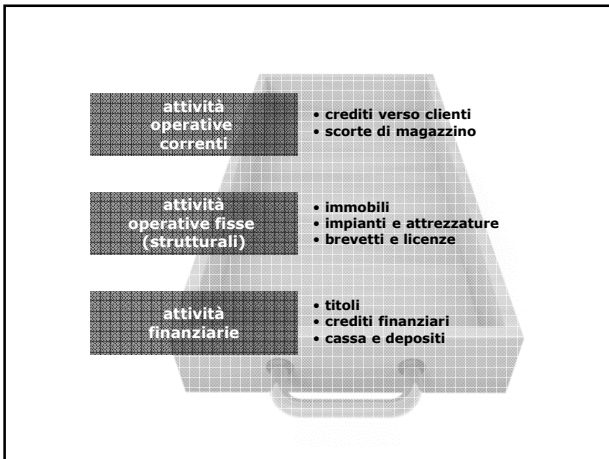 attività
operative
correnti
• crediti verso clienti
• scorte di magazzino
attività
operative fisse
(strutturali)
• immobili
• impianti e attrezzature
• brevetti e licenze
attività
finanziarie
• titoli
• crediti finanziari
• cassa e depositi